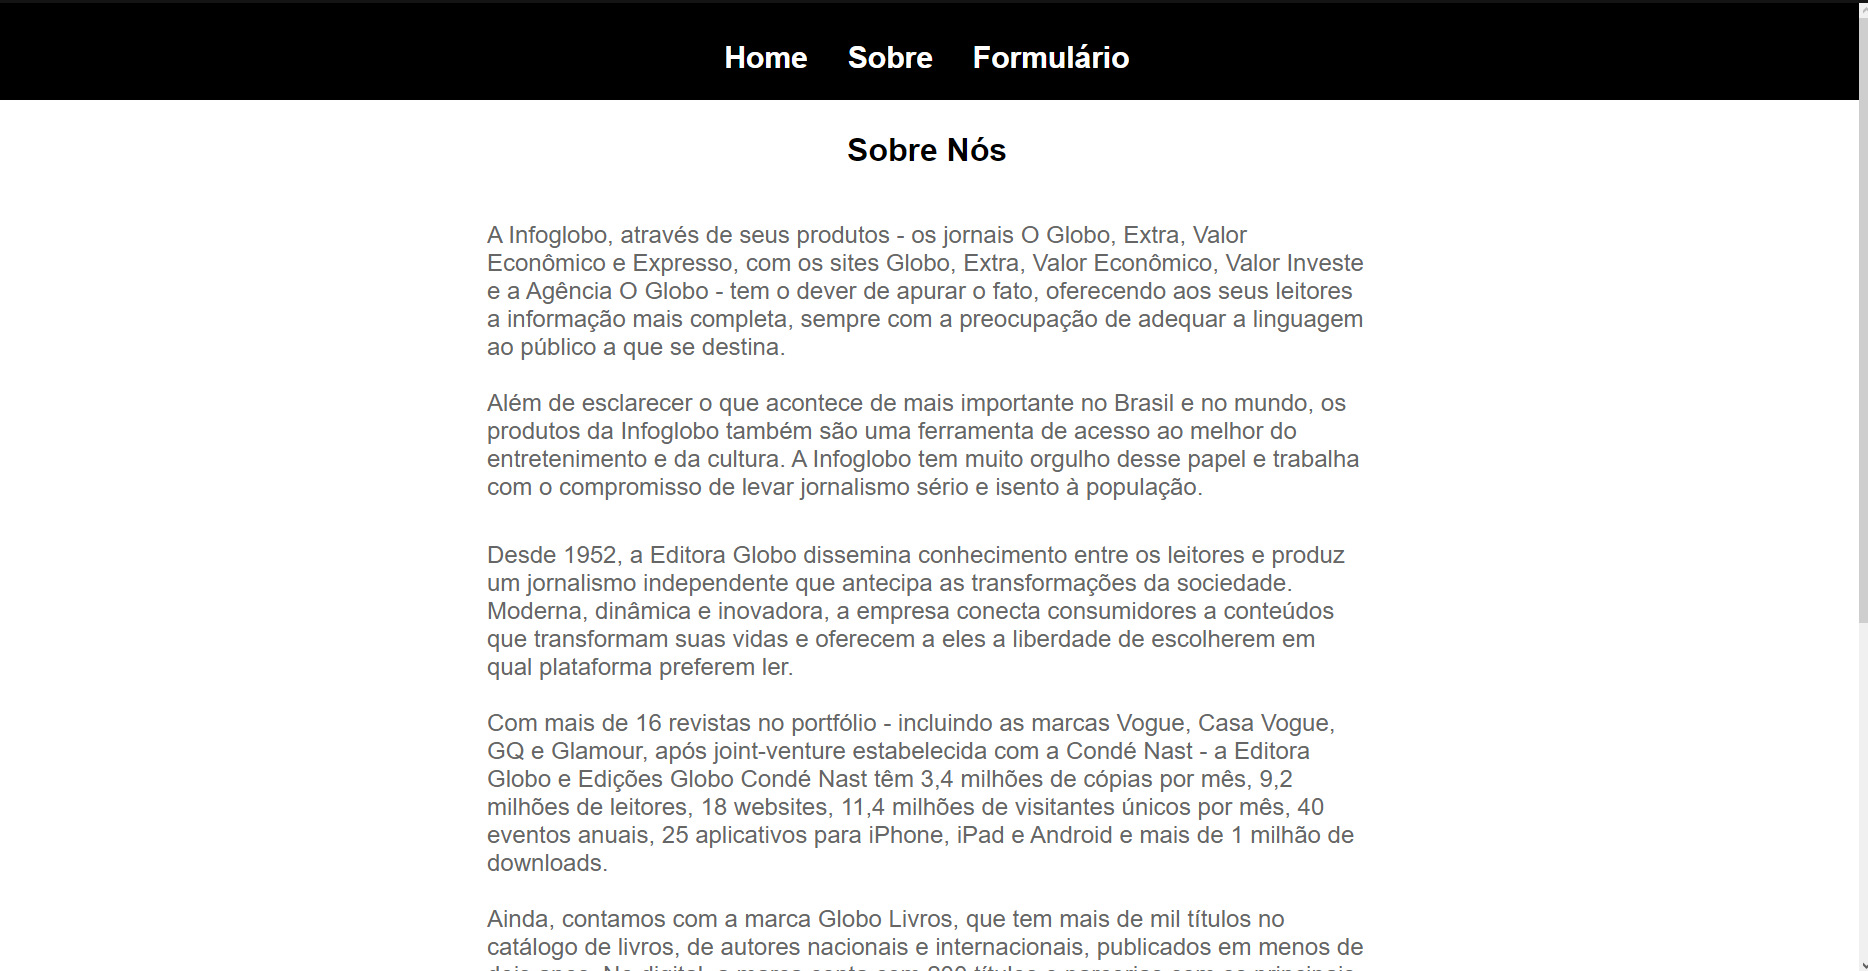 Home Sobre Formulário
Sobre Nós
A Infoglobo, através de seus produtos - os jornais O Globo, Extra, Valor
Econômico e Expresso, com os sites Globo, Extra, Valor Econômico, Valor Investe
e a Agência O Globo - tem o dever de apurar o fato, oferecendo aos seus leitores
a informação mais completa, sempre com a preocupação de adequar a linguagem
ao público a que se destina.
Além de esclarecer o que acontece de mais importante no Brasil e no mundo, os
produtos da Infoglobo também são uma ferramenta de acesso ao melhor do
entretenimento e da cultura. A Infoglobo tem muito orgulho desse papel e trabalha
com o compromisso de levar jornalismo sério e isento à população.
Desde 1952, a Editora Globo dissemina conhecimento entre os leitores e produz
um jornalismo independente que antecipa as transformações da sociedade.
Moderna, dinâmica e inovadora, a empresa conecta consumidores a conteúdos
que transformam suas vidas e oferecem a eles a liberdade de escolherem em
qual plataforma preferem ler.
Com mais de 16 revistas no portfólio - incluindo as marcas Vogue, Casa Vogue,
GQ e Glamour, após joint-venture estabelecida com a Condé Nast - a Editora
Globo e Edições Globo Condé Nast têm 3,4 milhões de cópias por mês, 9,2
milhões de leitores, 18 websites, 11,4 milhões de visitantes únicos por mês, 40
eventos anuais, 25 aplicativos para iPhone, iPad e Android e mais de 1 milhão de
downloads.
Ainda, contamos com a marca Globo Livros, que tem mais de mil títulos no
catálogo de livros, de autores nacionais e internacionais, publicados em menos de